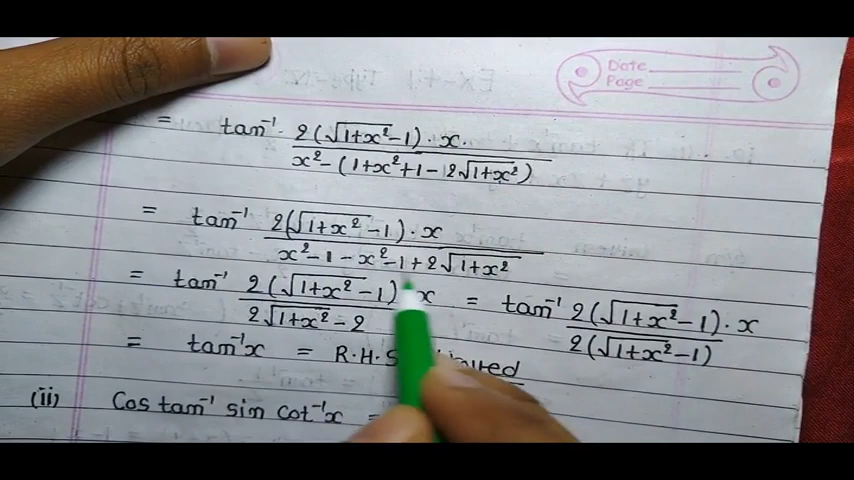 Date
Page
= tan⁻¹ · 2(√1+x² -1) · x. / x² - (1+x²+1 - 2√1+x²)
= tan⁻¹ 2(√1+x² -1) · x / x² -1 - x² -1 + 2√1+x²
= tan⁻¹ 2(√1+x² -1) x / 2√1+x² - 2 = tan⁻¹ 2(√1+x² -1) · x / 2(√1+x² -1)
= tan⁻¹x = R.H.S
(ii) Cos tan⁻¹ sin cot⁻¹x =